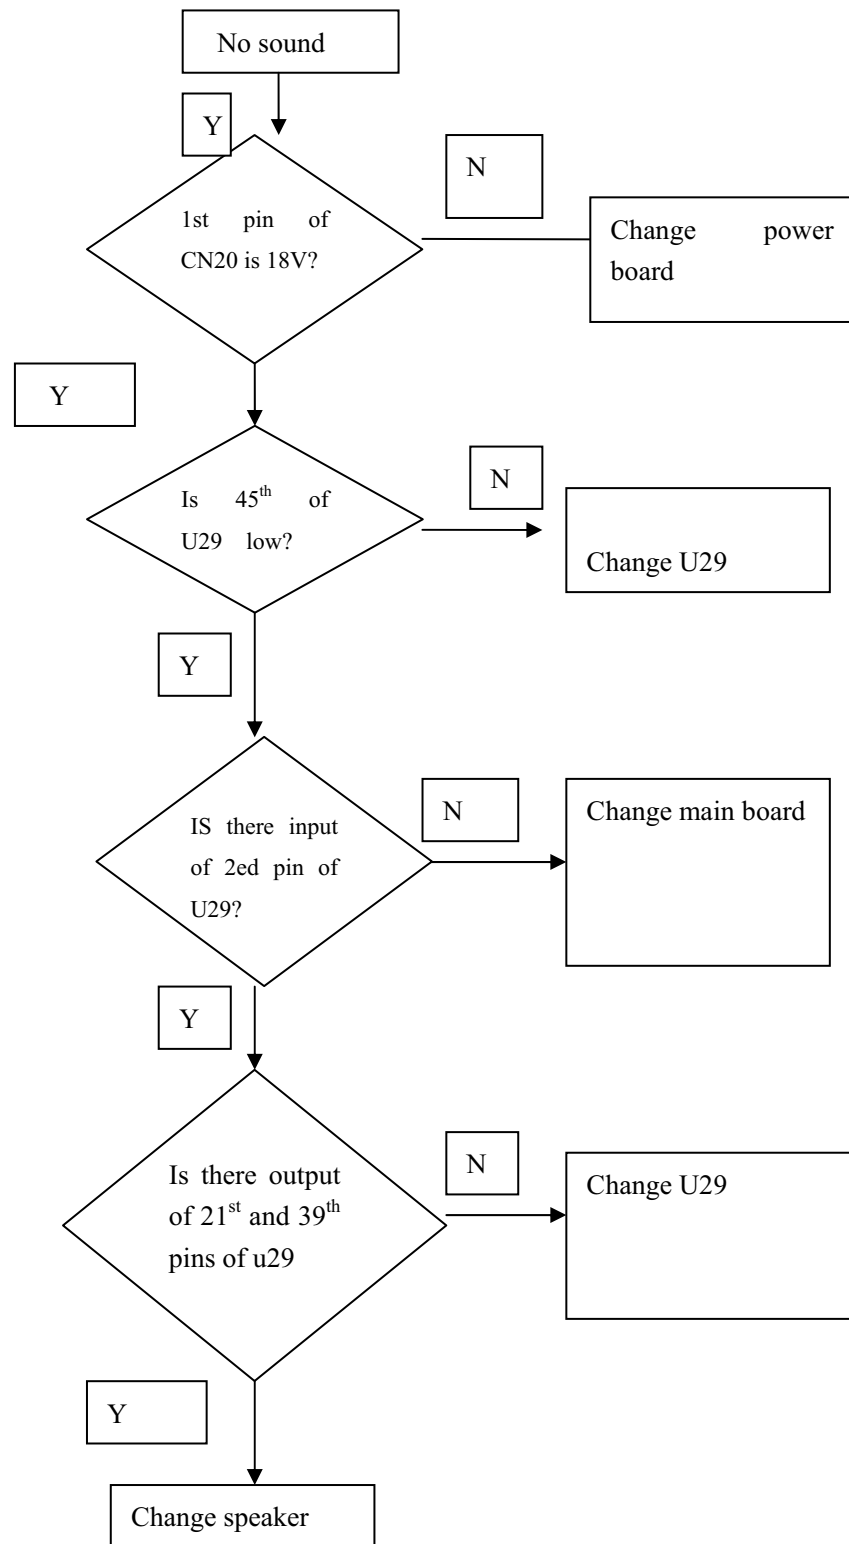 No sound
Y
N
1st pin of
CN20 is 18V?
Change power
board
Y
N
Is 45th of
U29 low?
Change U29
Y
N
Change main board
IS there input
of 2ed pin of
U29?
Y
N
Is there output
of 21st and 39th
pins of u29
Change U29
Y
Change speaker